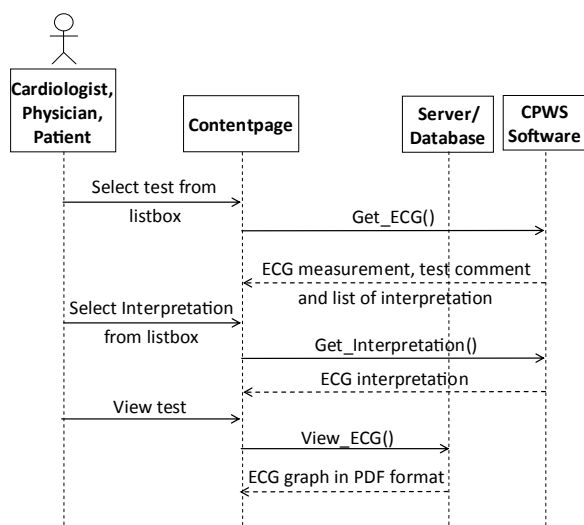 Cardiologist,
Physician,
Patient
Contentpage
Server/
Database
CPWS
Software
Select test from
listbox
Get_ECG()
ECG measurement, test comment
and list of interpretation
Select Interpretation
from listbox
Get_Interpretation()
ECG interpretation
View test
View_ECG()
ECG graph in PDF format